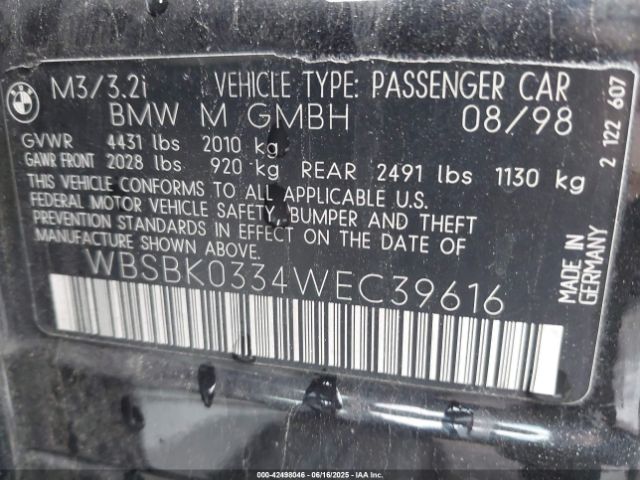 BMW
M3/3.2i VEHICLE TYPE: PASSENGER CAR
BMW M GMBH 08/98
GVWR 4431 lbs 2010 kg
GAWR FRONT 2028 lbs 920 kg REAR 2491 lbs 1130 kg
THIS VEHICLE CONFORMS TO ALL APPLICABLE U.S.
FEDERAL MOTOR VEHICLE SAFETY, BUMPER AND THEFT
PREVENTION STANDARDS IN EFFECT ON THE DATE OF
MANUFACTURE SHOWN ABOVE.
WBSBK0334WEC39616
2 122 607
MADE IN
GERMANY
000-42498046 - 06/16/2025 - IAA, Inc.